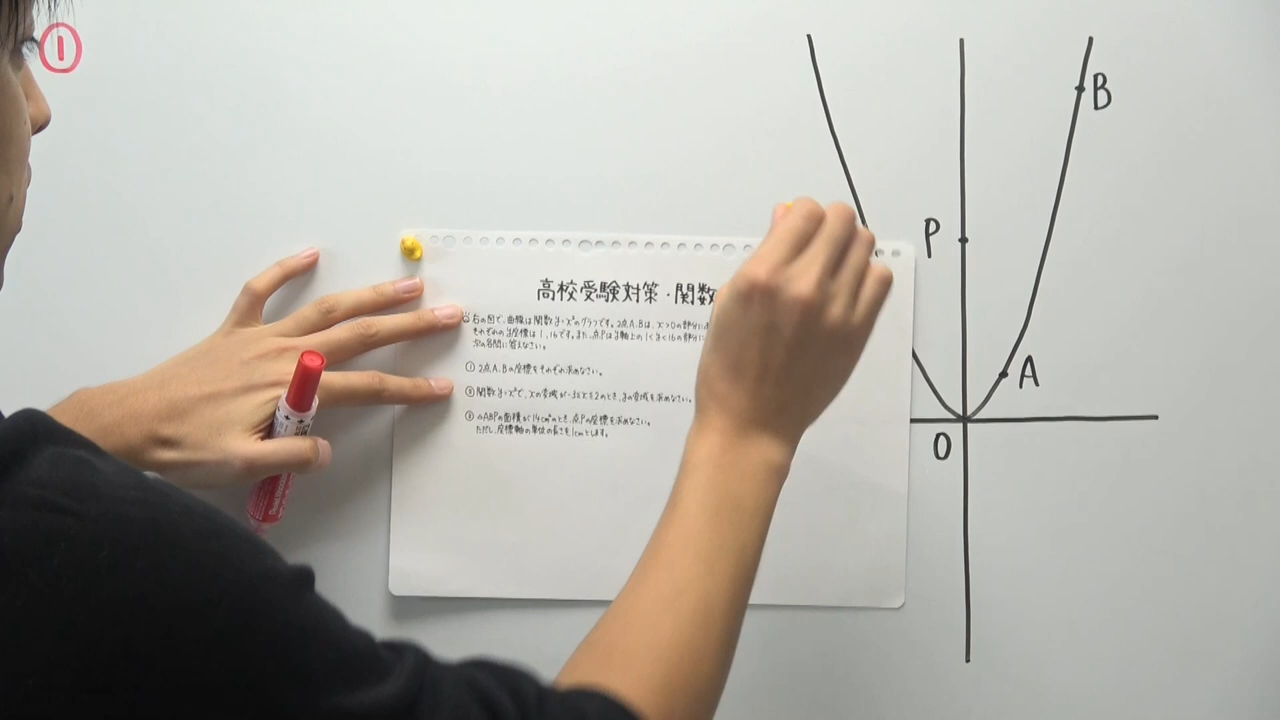 ①
高校受験対策・関数
右の図で、曲線は関数y=x²のグラフです。2点A、Bは、x>0の部分に
それぞれのy座標は1、16です。また、点Pはy軸上の1<y<16の部分に
次の各問に答えなさい。
① 2点A、Bの座標をそれぞれ求めなさい。
② 関数y=x²で、xの変域が-3≦x≦2のとき、yの変域を求めなさい。
③ △ABPの面積が14cm²のとき、点Pの座標を求めなさい。
ただし、座標軸の単位の長さを1cmとします。
B
P
A
O